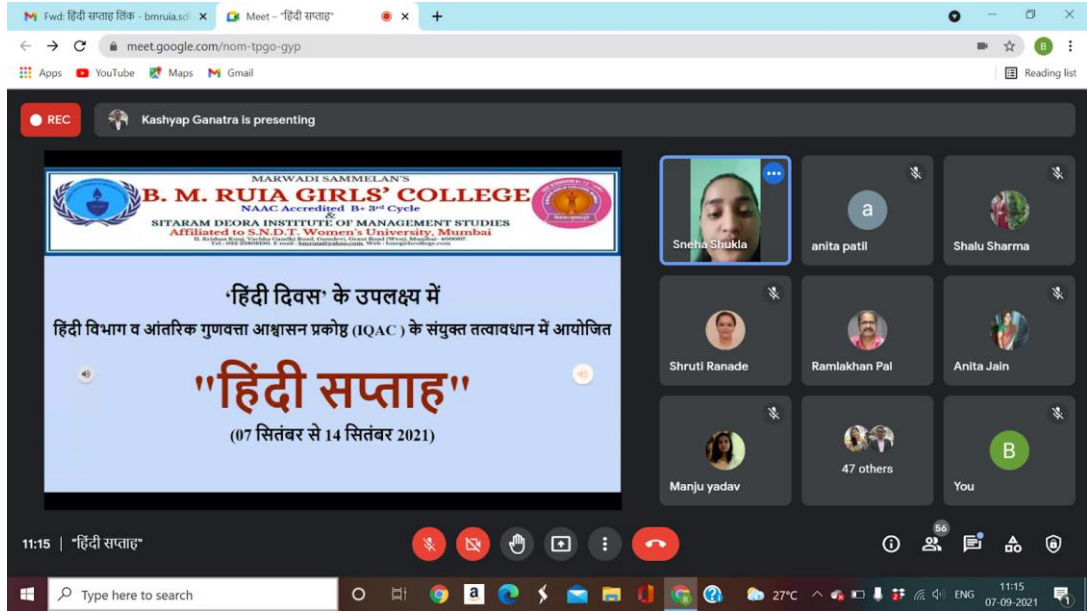 Fwd: हिंदी सप्ताह लिंक - bmruia.sdi
Meet – "हिंदी सप्ताह"
meet.google.com/nom-tpgo-gyp
B
Apps YouTube Maps Gmail
Reading list
REC
Kashyap Ganatra is presenting
MARWADI SAMMELAN'S
B. M. RUIA GIRLS' COLLEGE
NAAC Accredited B+ 3rd Cycle
&
SITARAM DEORA INSTITUTE OF MANAGEMENT STUDIES
Affiliated to S.N.D.T. Women's University, Mumbai
'हिंदी दिवस' के उपलक्ष्य में
हिंदी विभाग व आंतरिक गुणवत्ता आश्वासन प्रकोष्ठ (IQAC ) के संयुक्त तत्वावधान में आयोजित
"हिंदी सप्ताह"
(07 सितंबर से 14 सितंबर 2021)
Sneha Shukla
a
anita patil
Shalu Sharma
Shruti Ranade
Ramlakhan Pal
Anita Jain
Manju yadav
47 others
B
You
11:15 | "हिंदी सप्ताह"
56
Type here to search
a
27°C
ENG
11:15
07-09-2021
1